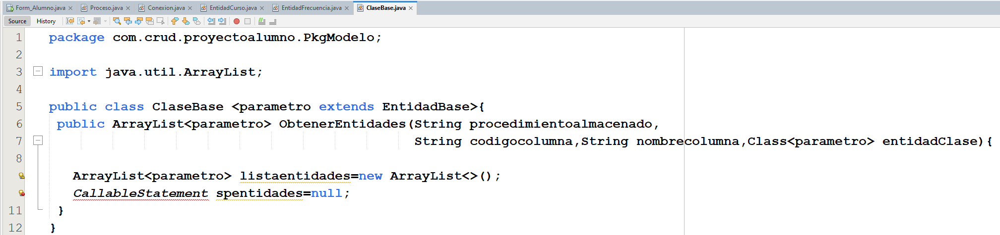 Form_Alumno.java Proceso.java Conexion.java EntidadCurso.java EntidadFrecuencia.java ClaseBase.java
Source History
1 package com.crud.proyectoalumno.PkgModelo;
2
3 import java.util.ArrayList;
4
5 public class ClaseBase <parametro extends EntidadBase>{
6 public ArrayList<parametro> ObtenerEntidades(String procedimientoalmacenado,
7 String codigocolumna,String nombrecolumna,Class<parametro> entidadClase){
8
ArrayList<parametro> listaentidades=new ArrayList<>();
CallableStatement spentidades=null;
11 }
12 }